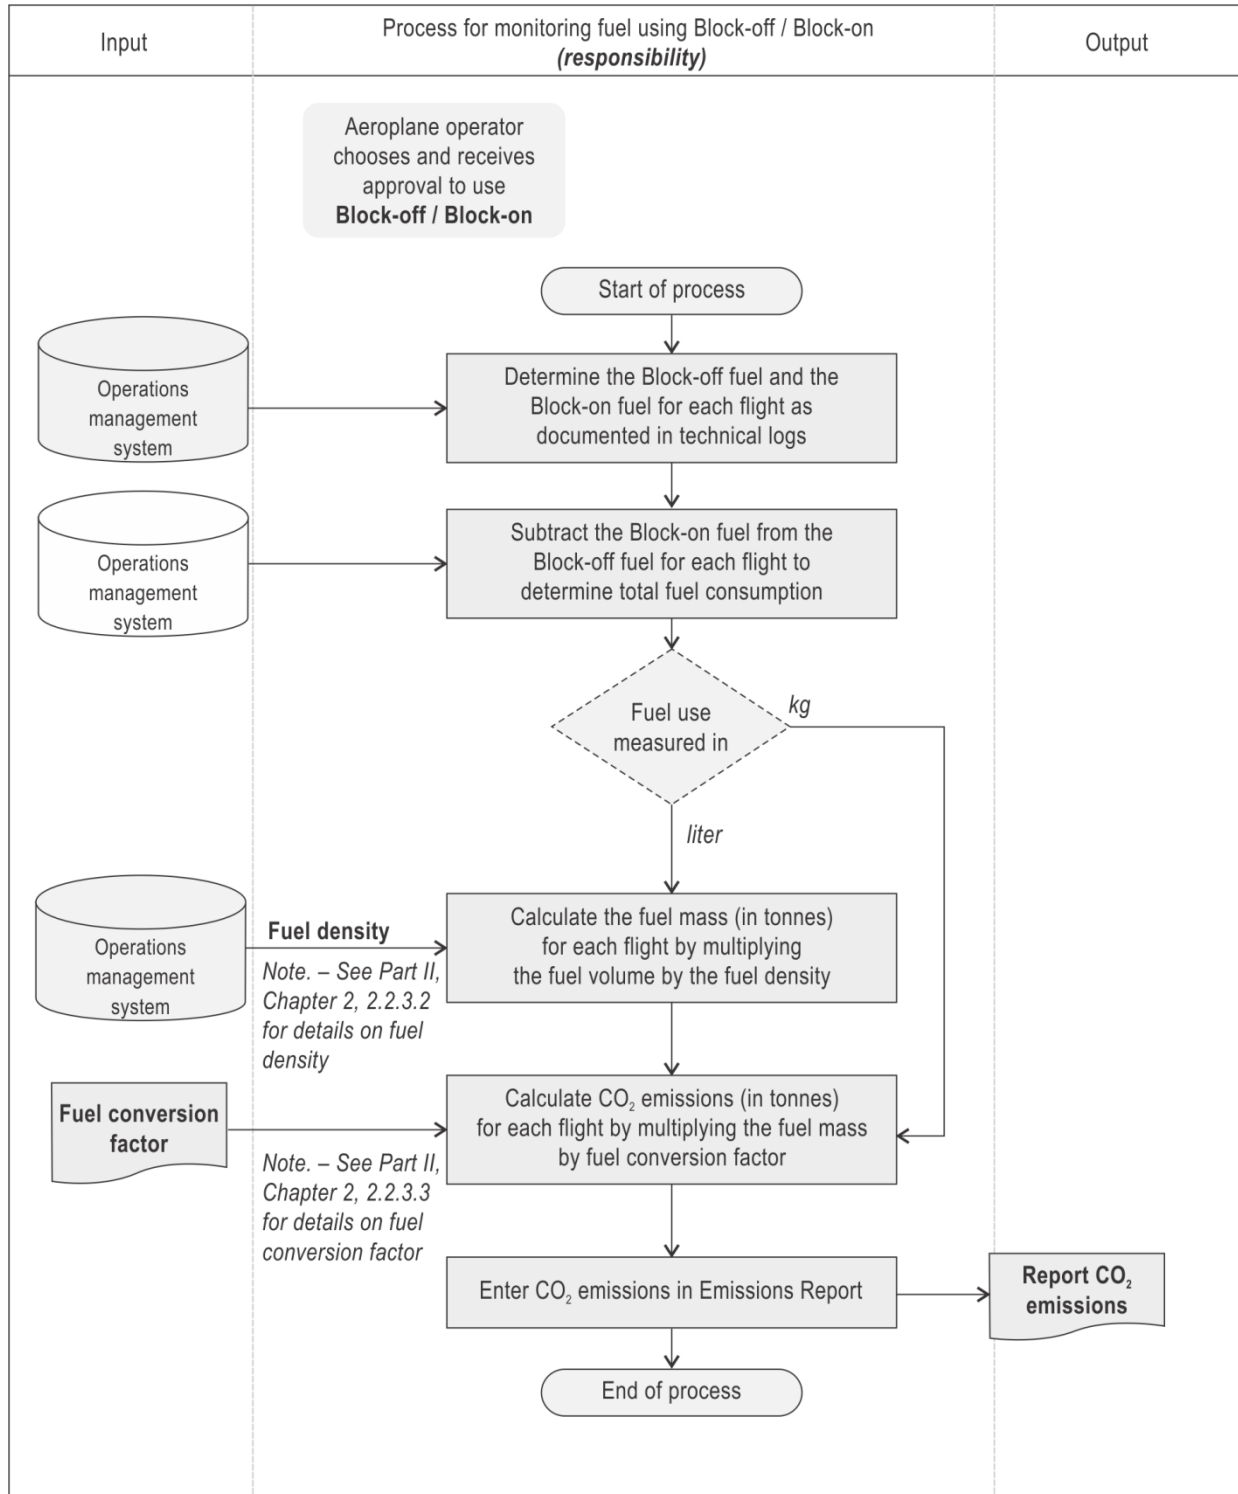 Input
Process for monitoring fuel using Block-off / Block-on
(responsibility)
Output
Aeroplane operator
chooses and receives
approval to use
Block-off / Block-on
Start of process
Operations
management
system
Determine the Block-off fuel and the
Block-on fuel for each flight as
documented in technical logs
Operations
management
system
Subtract the Block-on fuel from the
Block-off fuel for each flight to
determine total fuel consumption
Fuel use
measured in
kg
liter
Operations
management
system
Fuel density
Note. – See Part II,
Chapter 2, 2.2.3.2
for details on fuel
density
Calculate the fuel mass (in tonnes)
for each flight by multiplying
the fuel volume by the fuel density
Fuel conversion
factor
Note. – See Part II,
Chapter 2, 2.2.3.3
for details on fuel
conversion factor
Calculate CO₂ emissions (in tonnes)
for each flight by multiplying the fuel mass
by fuel conversion factor
Enter CO₂ emissions in Emissions Report
Report CO₂
emissions
End of process